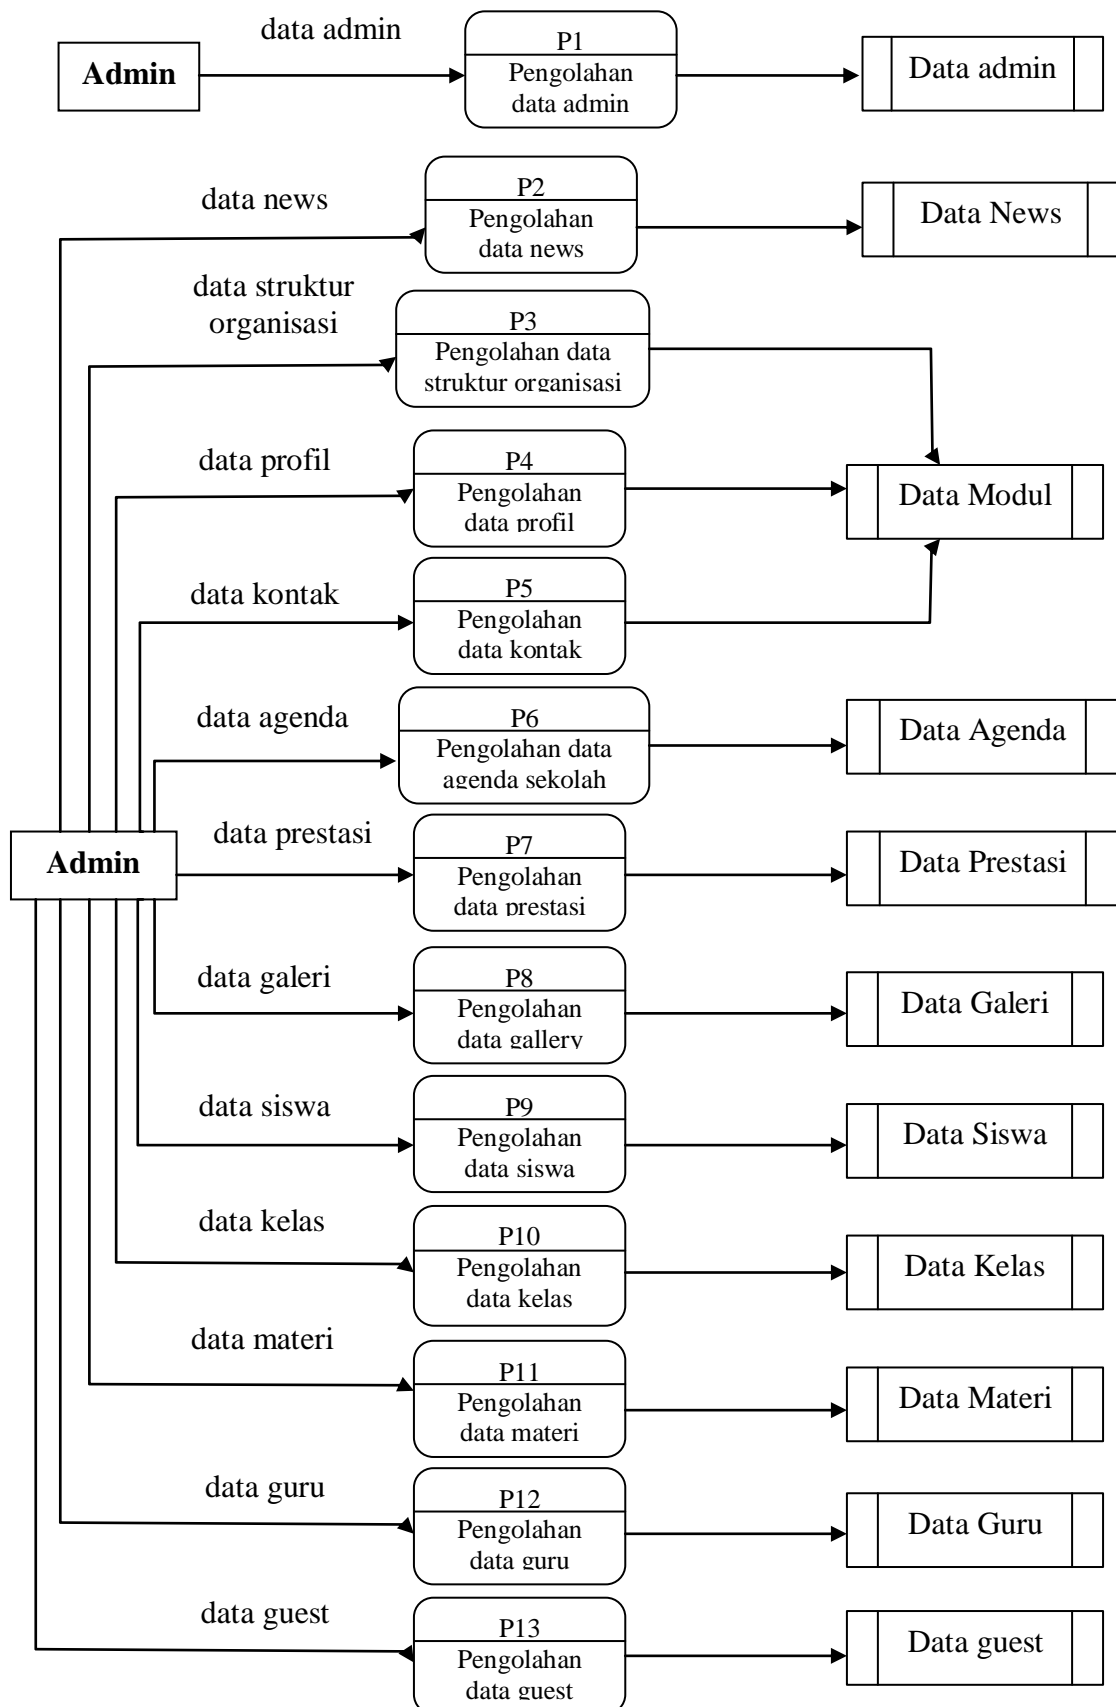 data admin
Admin
P1
Pengolahan
data admin
Data admin
data news
P2
Pengolahan
data news
Data News
data struktur
organisasi
P3
Pengolahan data
struktur organisasi
data profil
P4
Pengolahan
data profil
Data Modul
data kontak
P5
Pengolahan
data kontak
data agenda
P6
Pengolahan data
agenda sekolah
Data Agenda
Admin
data prestasi
P7
Pengolahan
data prestasi
Data Prestasi
data galeri
P8
Pengolahan
data gallery
Data Galeri
data siswa
P9
Pengolahan
data siswa
Data Siswa
data kelas
P10
Pengolahan
data kelas
Data Kelas
data materi
P11
Pengolahan
data materi
Data Materi
data guru
P12
Pengolahan
data guru
Data Guru
data guest
P13
Pengolahan
data guest
Data guest